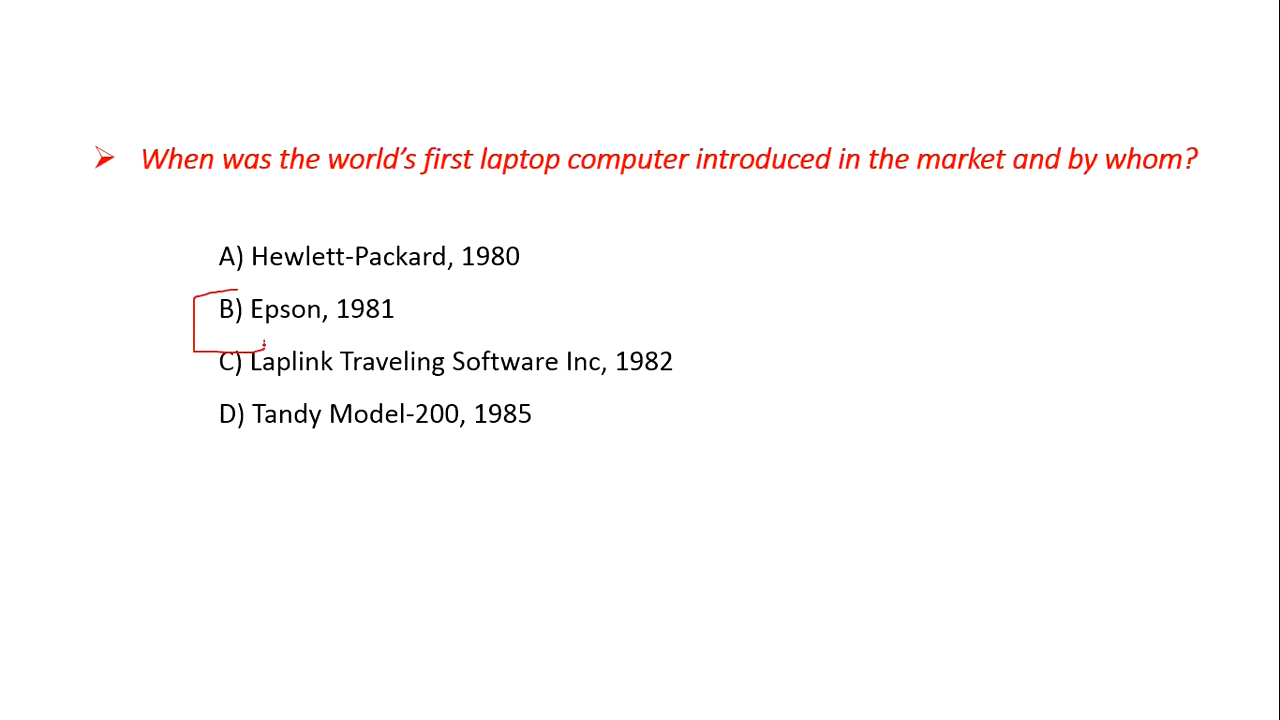 ➢ When was the world’s first laptop computer introduced in the market and by whom?
A) Hewlett-Packard, 1980
B) Epson, 1981
C) Laplink Traveling Software Inc, 1982
D) Tandy Model-200, 1985